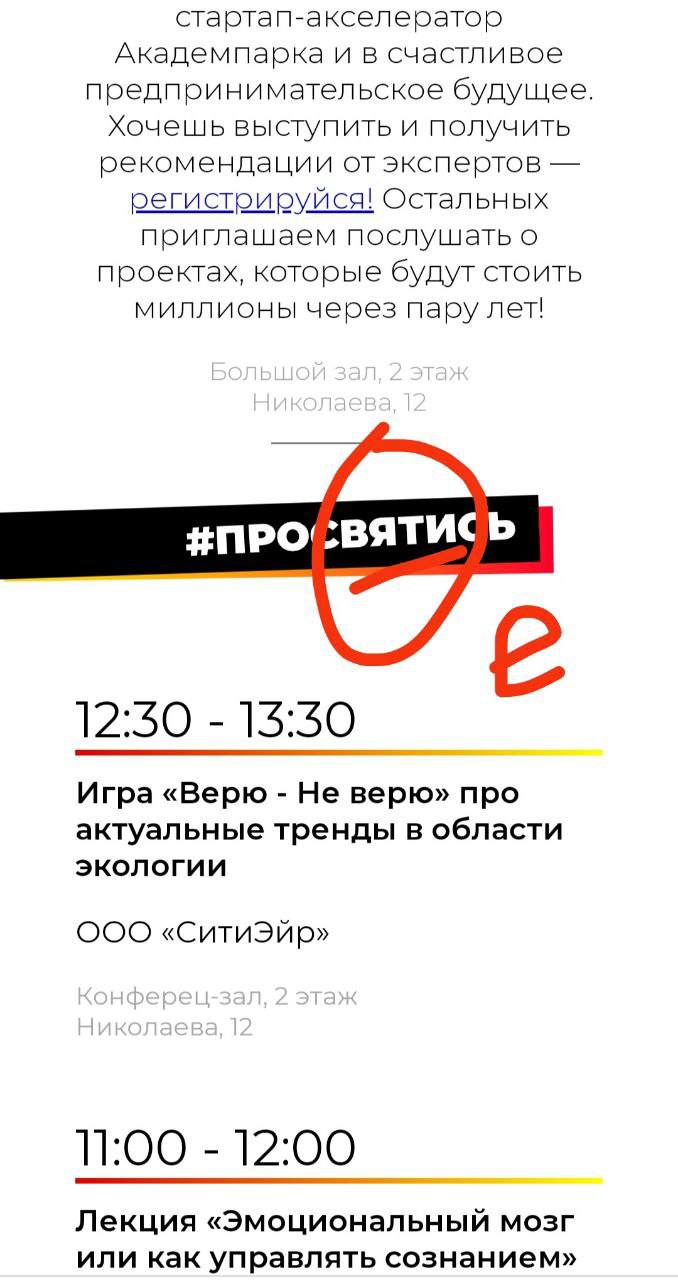 стартап-акселератор
Академпарка и в счастливое
предпринимательское будущее.
Хочешь выступить и получить
рекомендации от экспертов —
регистрируйся! Остальных
приглашаем послушать о
проектах, которые будут стоить
миллионы через пару лет!
Большой зал, 2 этаж
Николаева, 12
#ПРОСВЯТИСЬ
е
12:30 - 13:30
Игра «Верю - Не верю» про
актуальные тренды в области
экологии
ООО «СитиЭйр»
Конферец-зал, 2 этаж
Николаева, 12
11:00 - 12:00
Лекция «Эмоциональный мозг
или как управлять сознанием»